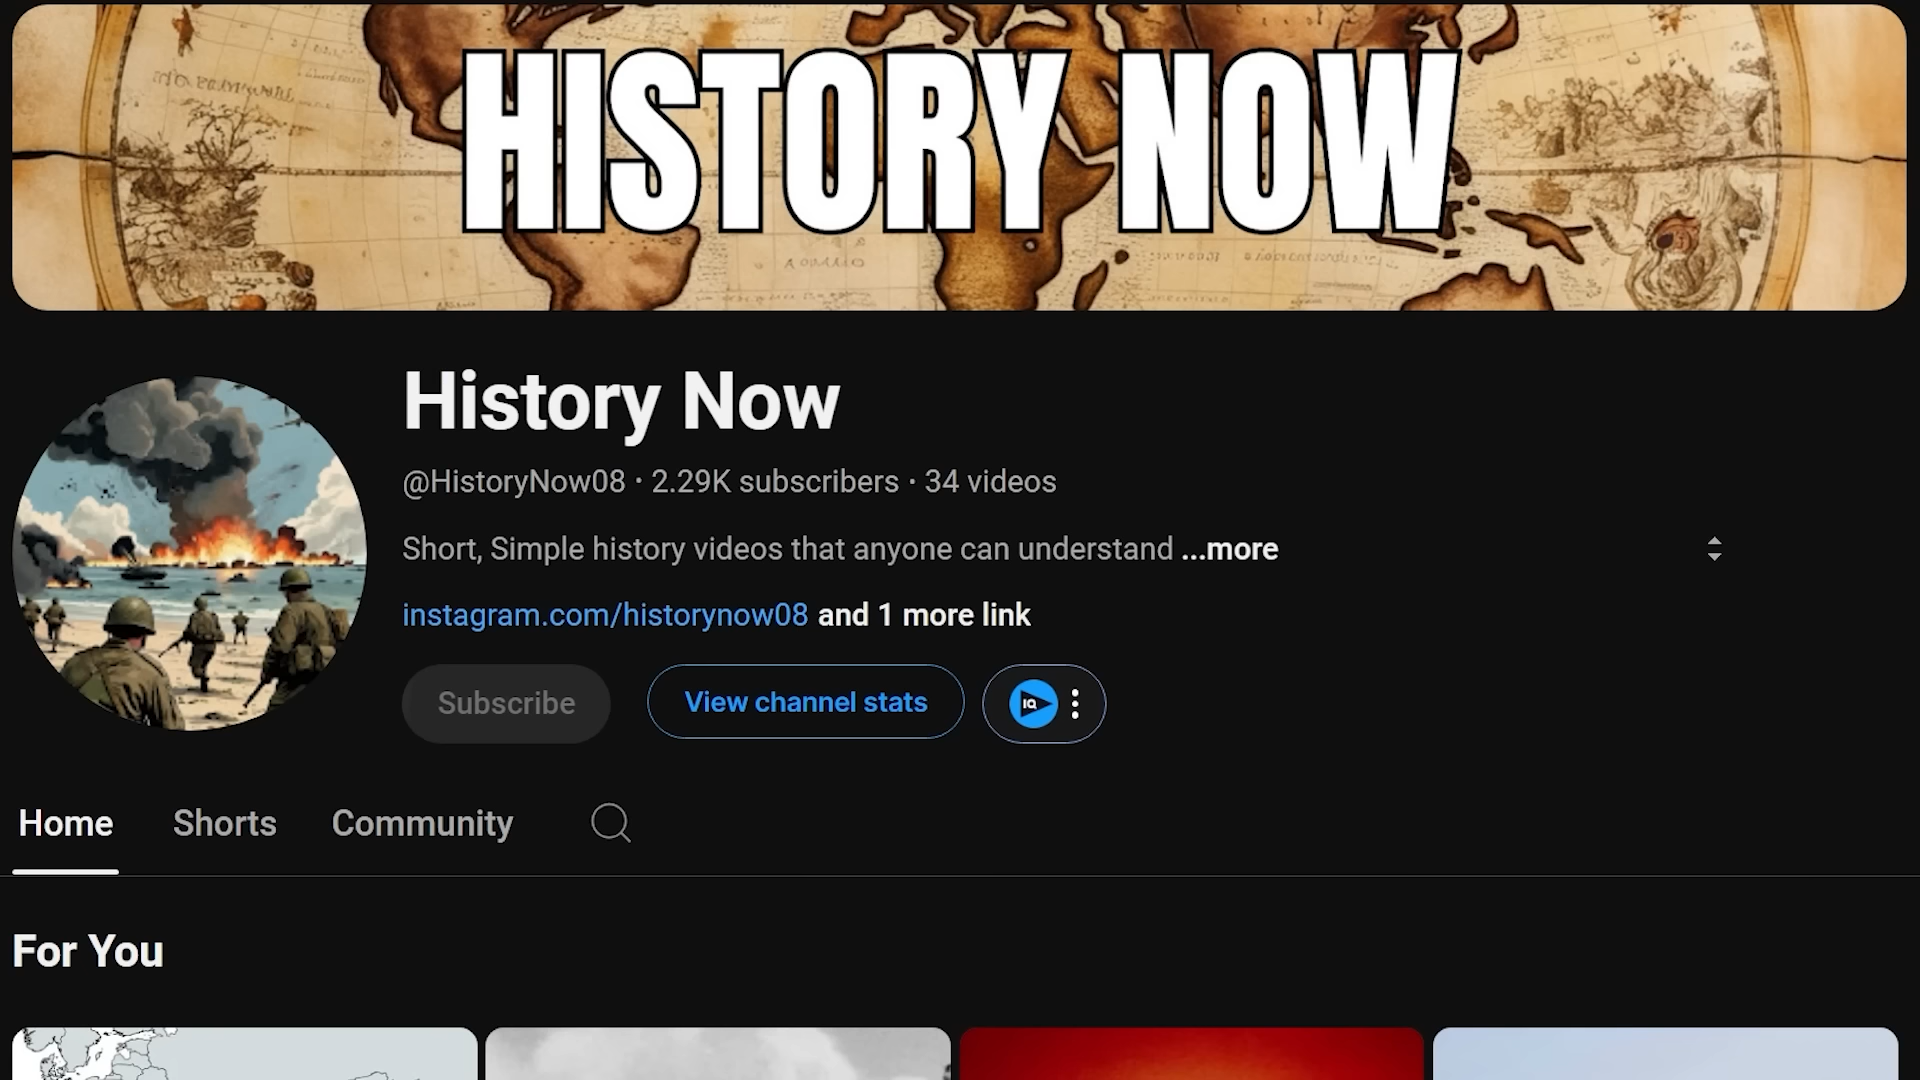 HISTORY NOW
History Now
@HistoryNow08 · 2.29K subscribers · 34 videos
Short, Simple history videos that anyone can understand ...more
instagram.com/historynow08 and 1 more link
Subscribe
View channel stats
IQ
Home
Shorts
Community
For You